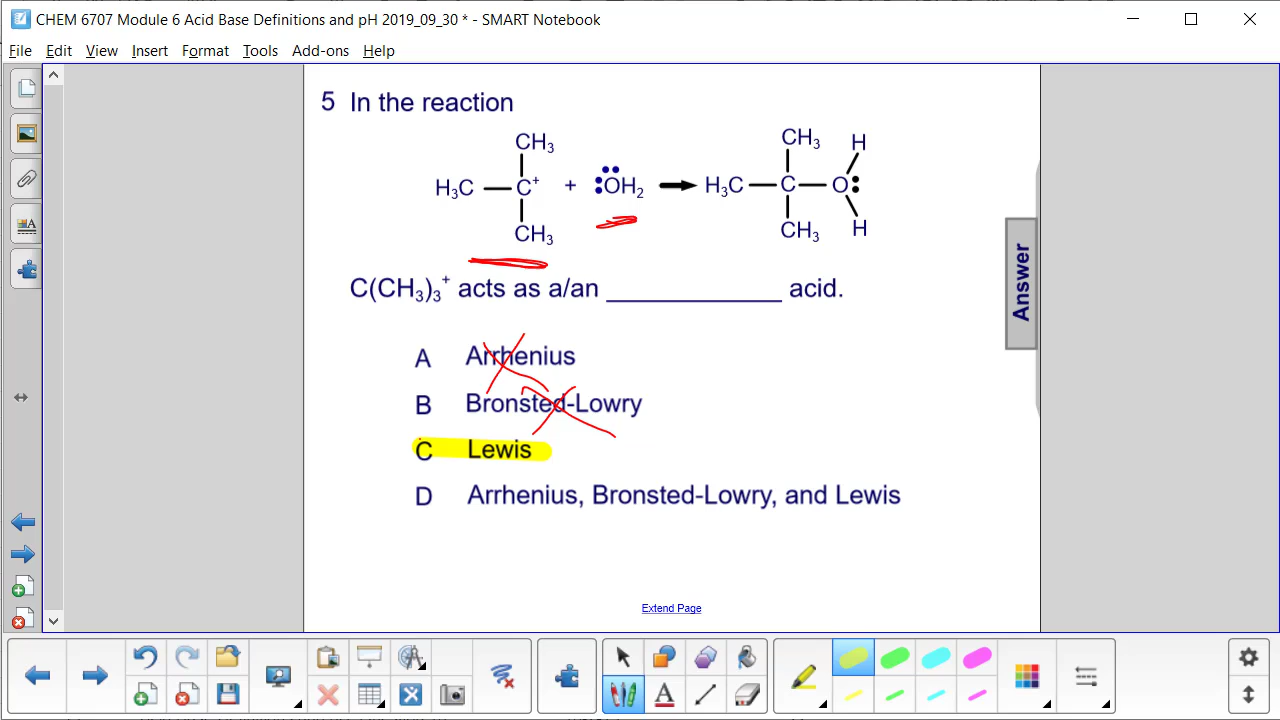 CHEM 6707 Module 6 Acid Base Definitions and pH 2019_09_30 * - SMART Notebook
File Edit View Insert Format Tools Add-ons Help
5 In the reaction
CH₃ CH₃ H
H₃C C⁺ + OH₂ H₃C C O
CH₃ CH₃ H
C(CH₃)₃⁺ acts as a/an ____________ acid.
A Arrhenius
B Bronsted-Lowry
C Lewis
D Arrhenius, Bronsted-Lowry, and Lewis
Answer
Extend Page
A